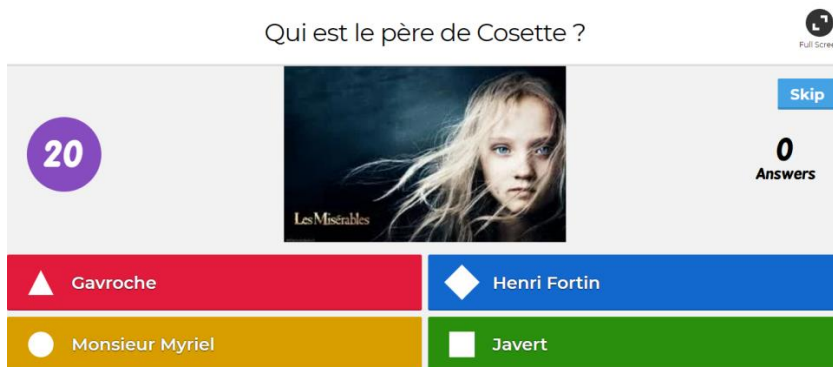 Qui est le père de Cosette ?
Full Scree
Skip
20
0
Answers
Les Misérables
Gavroche
Henri Fortin
Monsieur Myriel
Javert